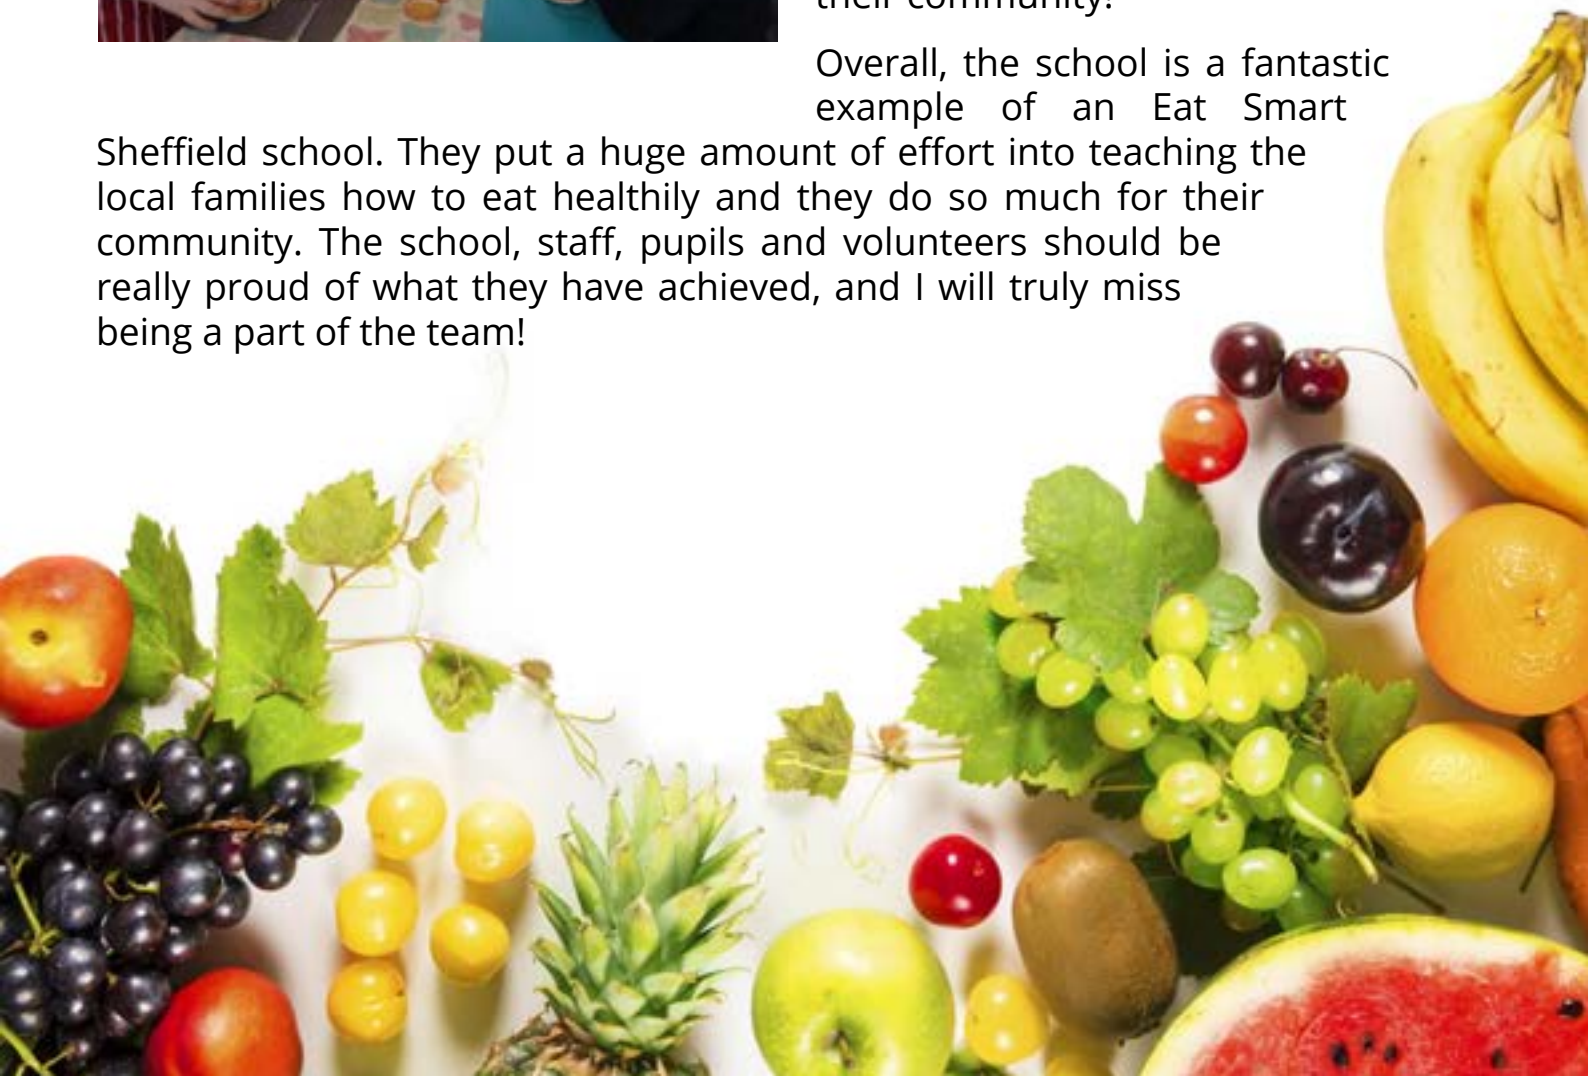 their community!
Overall, the school is a fantastic
example of an Eat Smart
Sheffield school. They put a huge amount of effort into teaching the
local families how to eat healthily and they do so much for their
community. The school, staff, pupils and volunteers should be
really proud of what they have achieved, and I will truly miss
being a part of the team!